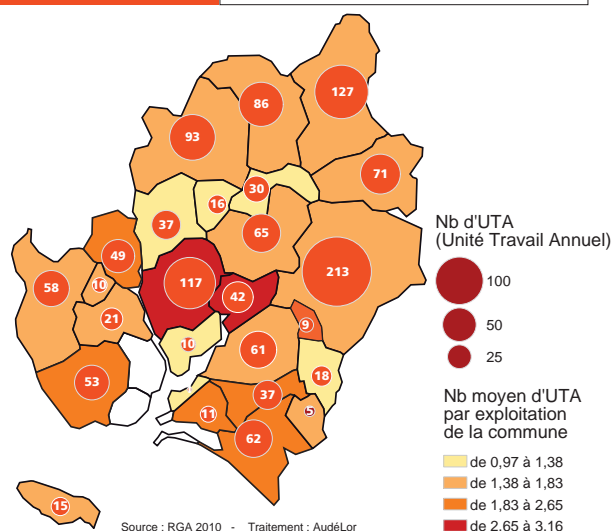 127
86
93
71
30
16
37
65
49
213
58
117
10
42
21
9
10
61
18
53
37
11
5
62
15
Nb d'UTA
(Unité Travail Annuel)
100
50
25
Nb moyen d'UTA
par exploitation
de la commune
de 0,97 à 1,38
de 1,38 à 1,83
de 1,83 à 2,65
de 2,65 à 3,16
Source : RGA 2010 - Traitement : AudéLor